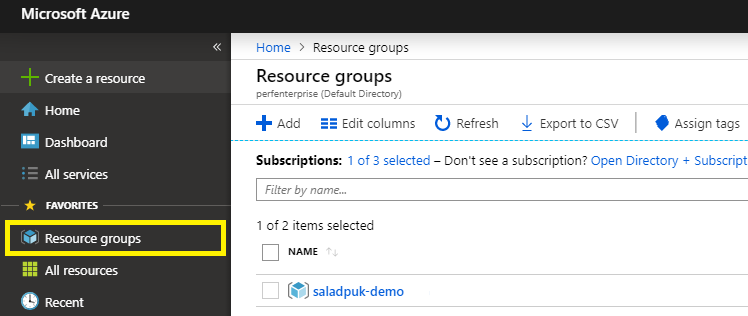 Microsoft Azure
«
Create a resource
Home
Dashboard
All services
FAVORITES
Resource groups
All resources
Recent
Home > Resource groups
Resource groups
perfenterprise (Default Directory)
Add Edit columns Refresh Export to CSV Assign tags
Subscriptions: 1 of 3 selected – Don't see a subscription? Open Directory + Subscript
Filter by name...
1 of 2 items selected
NAME ↑↓
saladpuk-demo